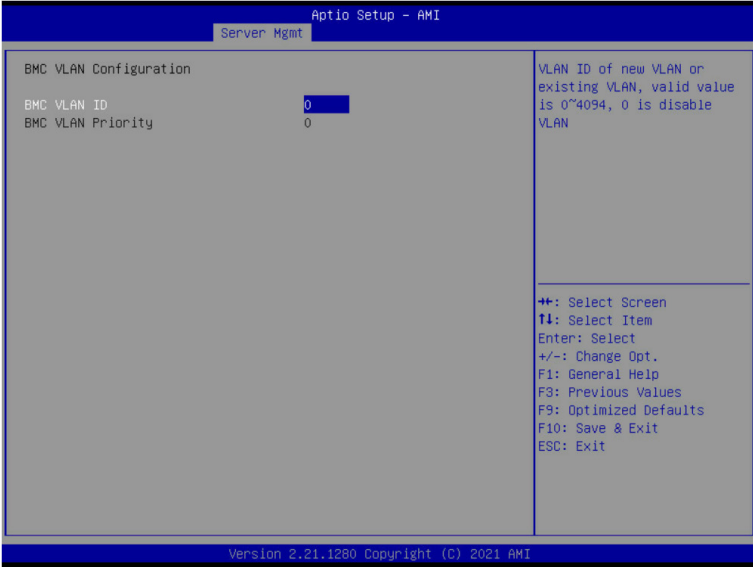 Aptio Setup – AMI
Server Mgmt
BMC VLAN Configuration
BMC VLAN ID 0
BMC VLAN Priority 0
VLAN ID of new VLAN or
existing VLAN, valid value
is 0~4094, 0 is disable
VLAN
→←: Select Screen
↑↓: Select Item
Enter: Select
+/-: Change Opt.
F1: General Help
F3: Previous Values
F9: Optimized Defaults
F10: Save & Exit
ESC: Exit
Version 2.21.1280 Copyright (C) 2021 AMI